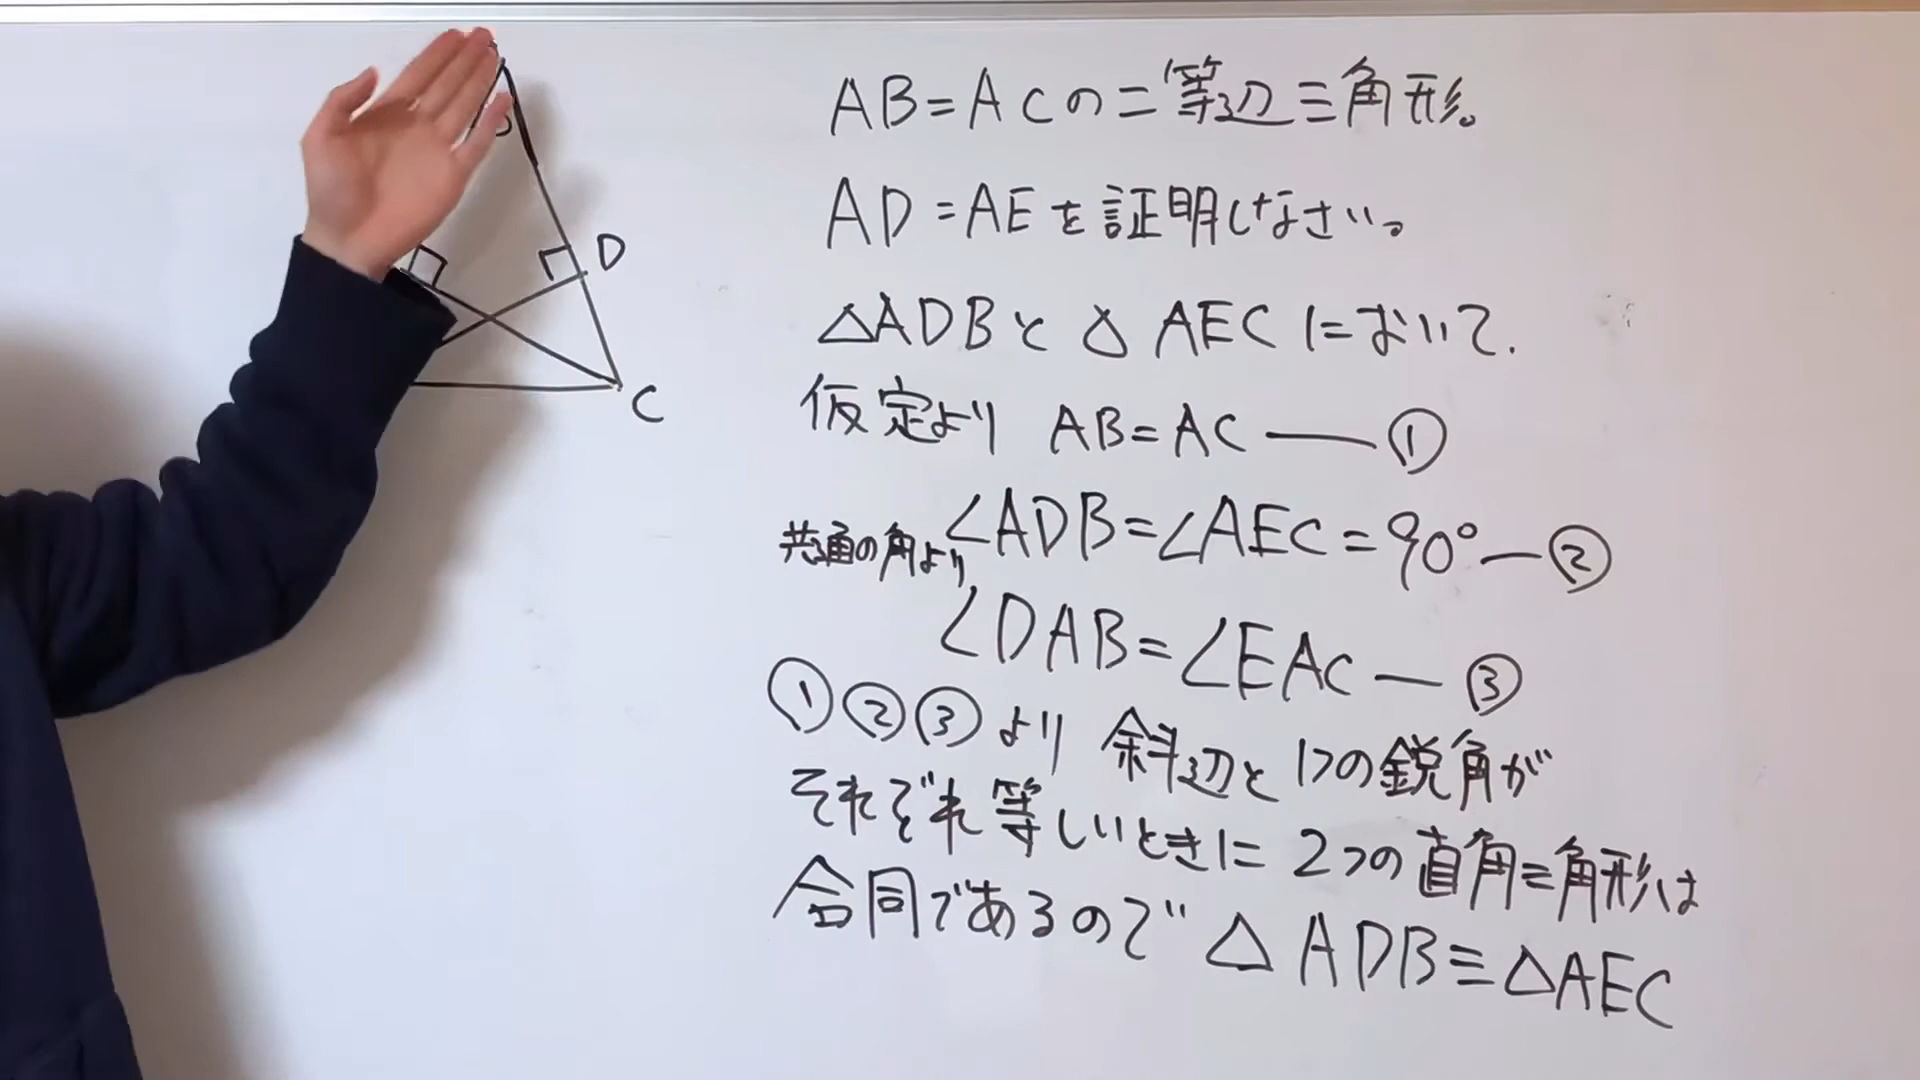 D
C
AB=ACの二等辺三角形。
AD=AEを証明しなさい。
△ADBと△AECにおいて.
仮定より AB=AC ― ①
∠ADB=∠AEC=90° ― ②
共通の角より
∠DAB=∠EAC ― ③
①②③より 斜辺と1つの鋭角が
それぞれ等しいときに 2つの直角三角形は
合同であるので △ADB≡△AEC